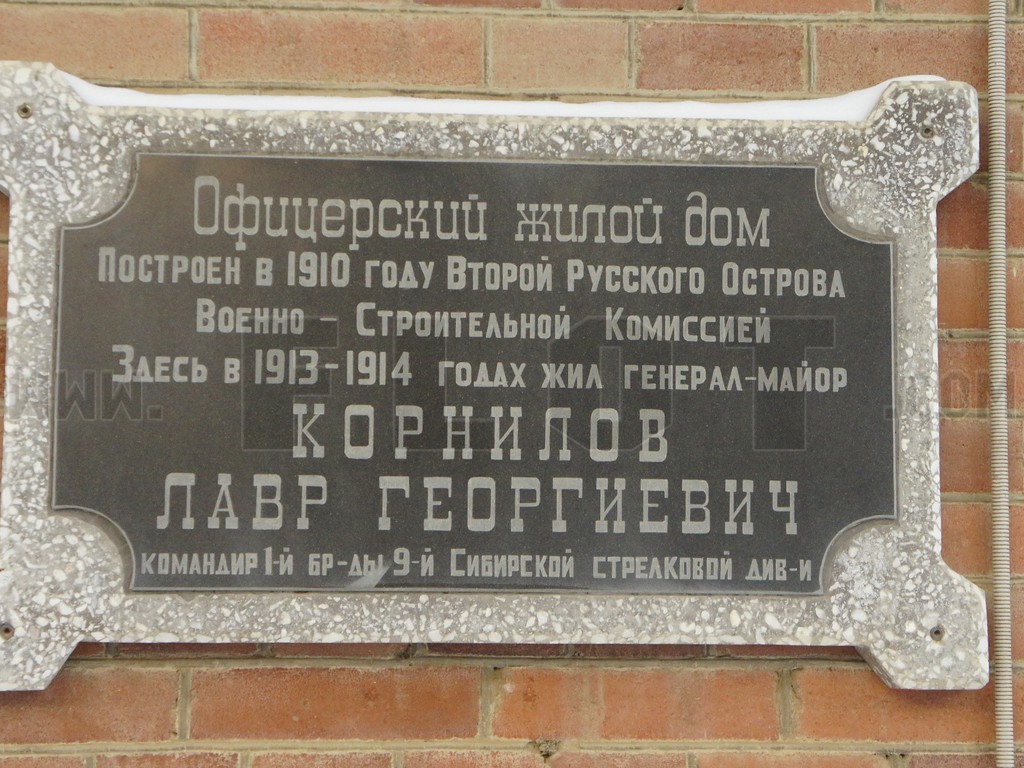 Офицерский жилой дом
Построен в 1910 году Второй Русского Острова
Военно - Строительной Комиссией
Здесь в 1913-1914 годах жил генерал-майор
КОРНИЛОВ
ЛАВР ГЕОРГИЕВИЧ
командир 1-й бр-ды 9-й Сибирской стрелковой див-и